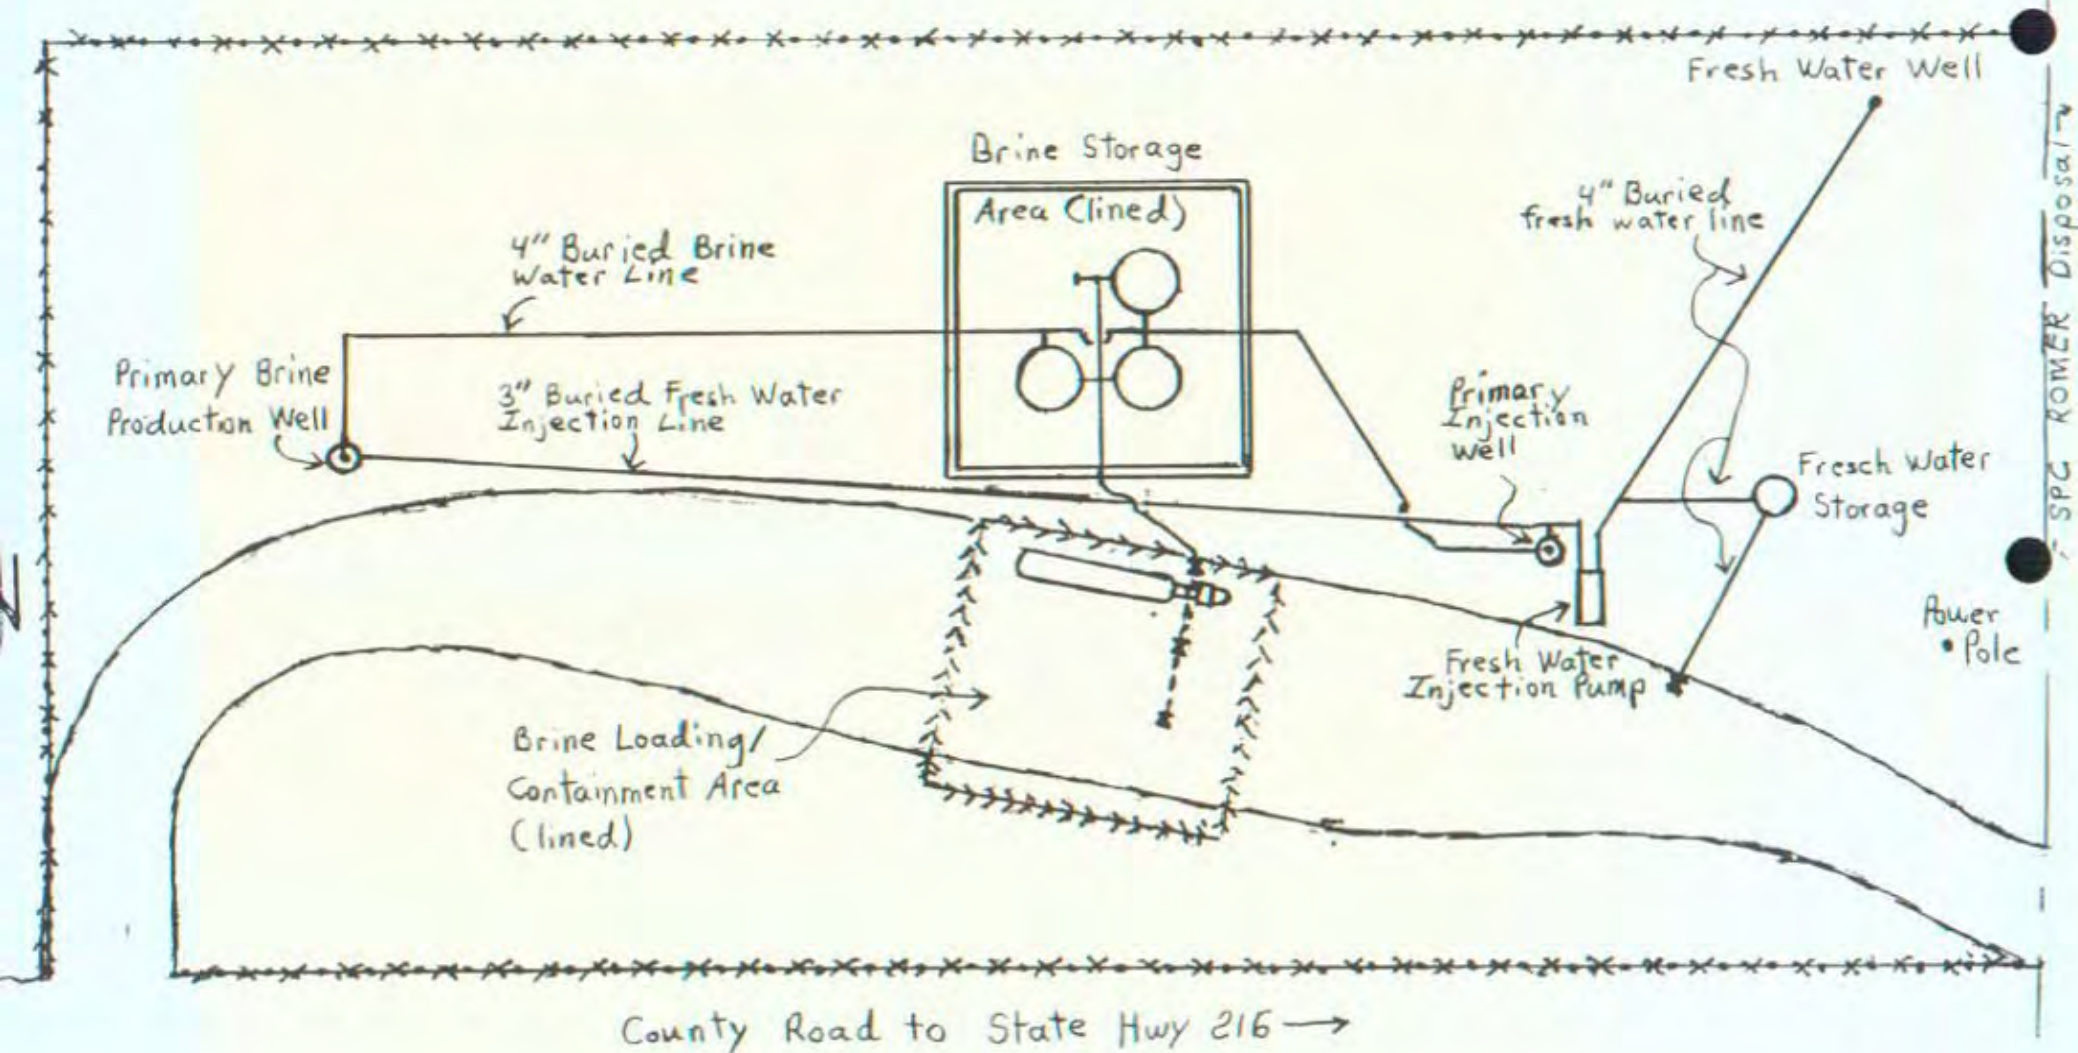 Fresh Water Well
SPC ROMER Disposal
Brine Storage
Area (lined)
4" Buried
fresh water line
4" Buried Brine
Water Line
Primary Brine
Production Well
3" Buried Fresh Water
Injection Line
Primary
Injection
Well
Fresch Water
Storage
Power
Pole
Fresh Water
Injection Pump
Brine Loading/
Containment Area
(lined)
County Road to State Hwy 216